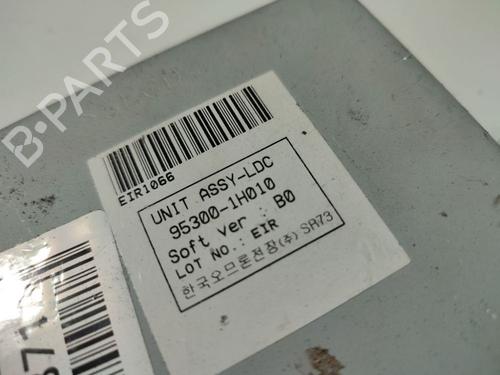 B-PARTS
EIR1066
UNIT ASSY-LDC
95300-1H010
Soft ver : B0
LOT NO.: EIR
한국오므론전장(주) SA73